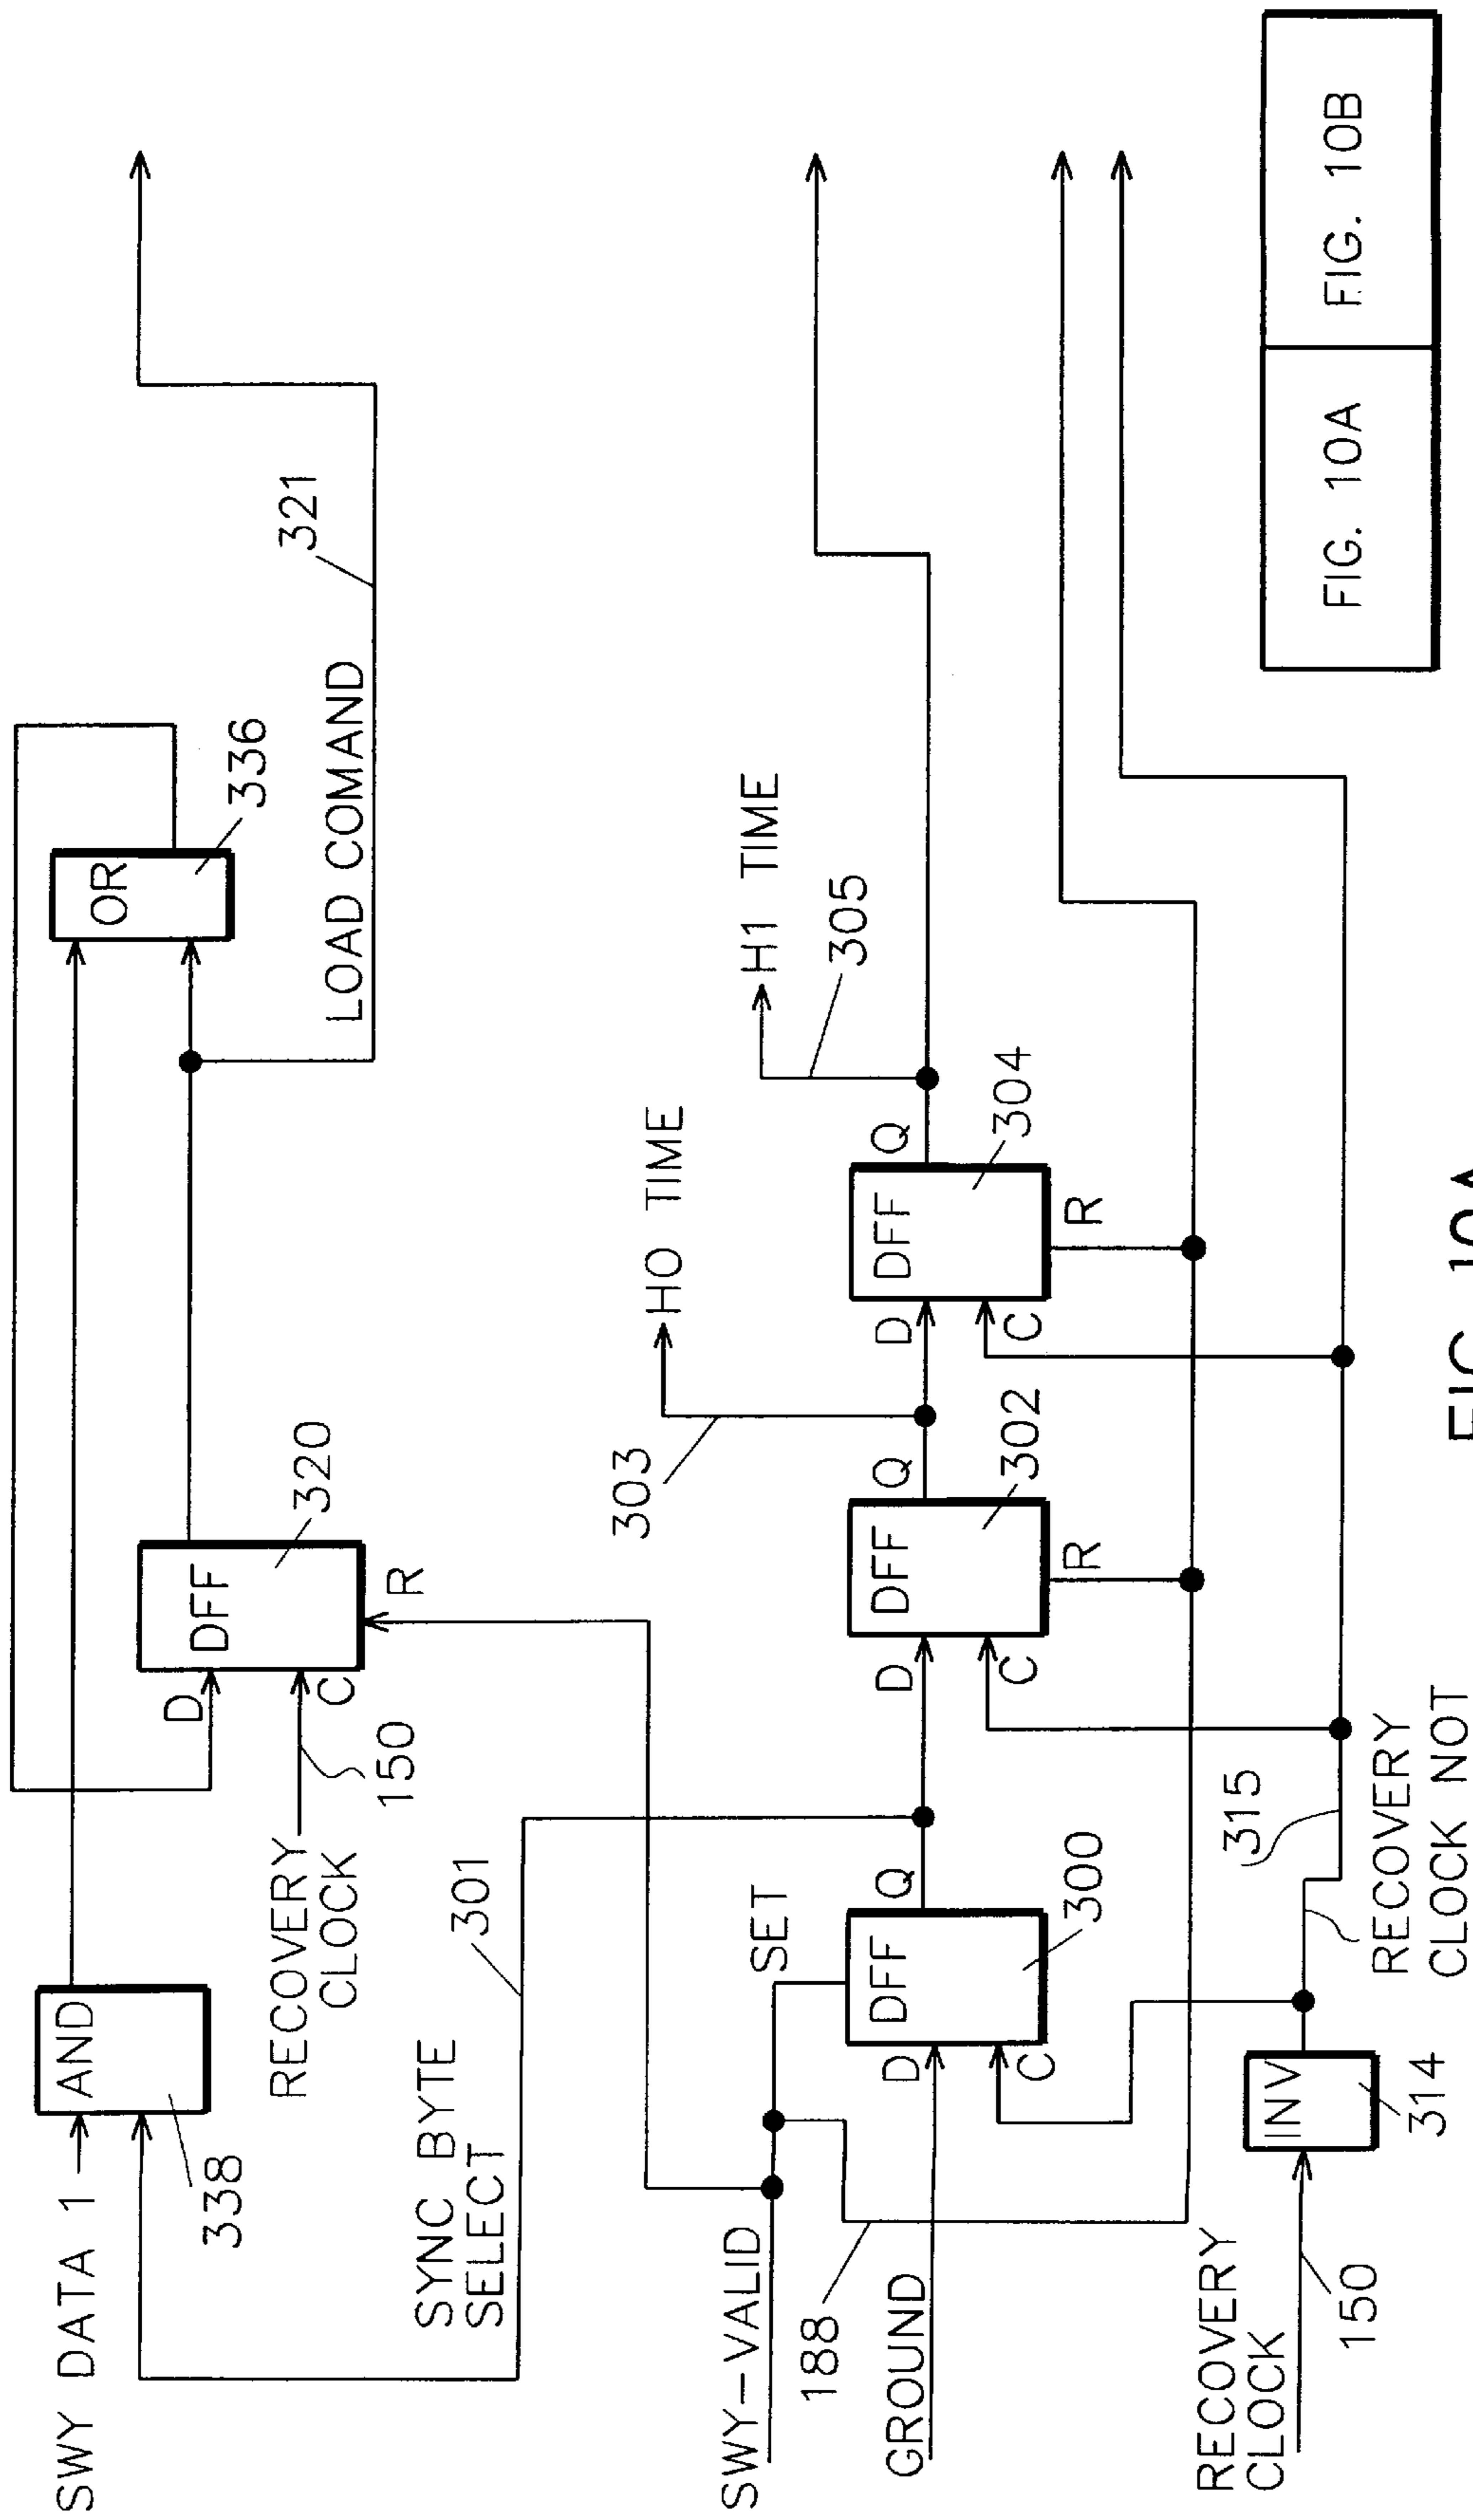 SWY DATA 1
AND
338
OR
336
DFF
320
D
C
R
RECOVERY
CLOCK
150
LOAD COMAND
321
SYNC BYTE
SELECT
301
SWY-VALID
SET
188
GROUND
D
DFF
Q
C
300
D
DFF
Q
C
R
302
303
HO TIME
D
DFF
Q
C
R
304
H1 TIME
305
RECOVERY
CLOCK
150
INV
314
315
RECOVERY
CLOCK NOT
FIG. 10A
FIG. 10B
FIG. 10A